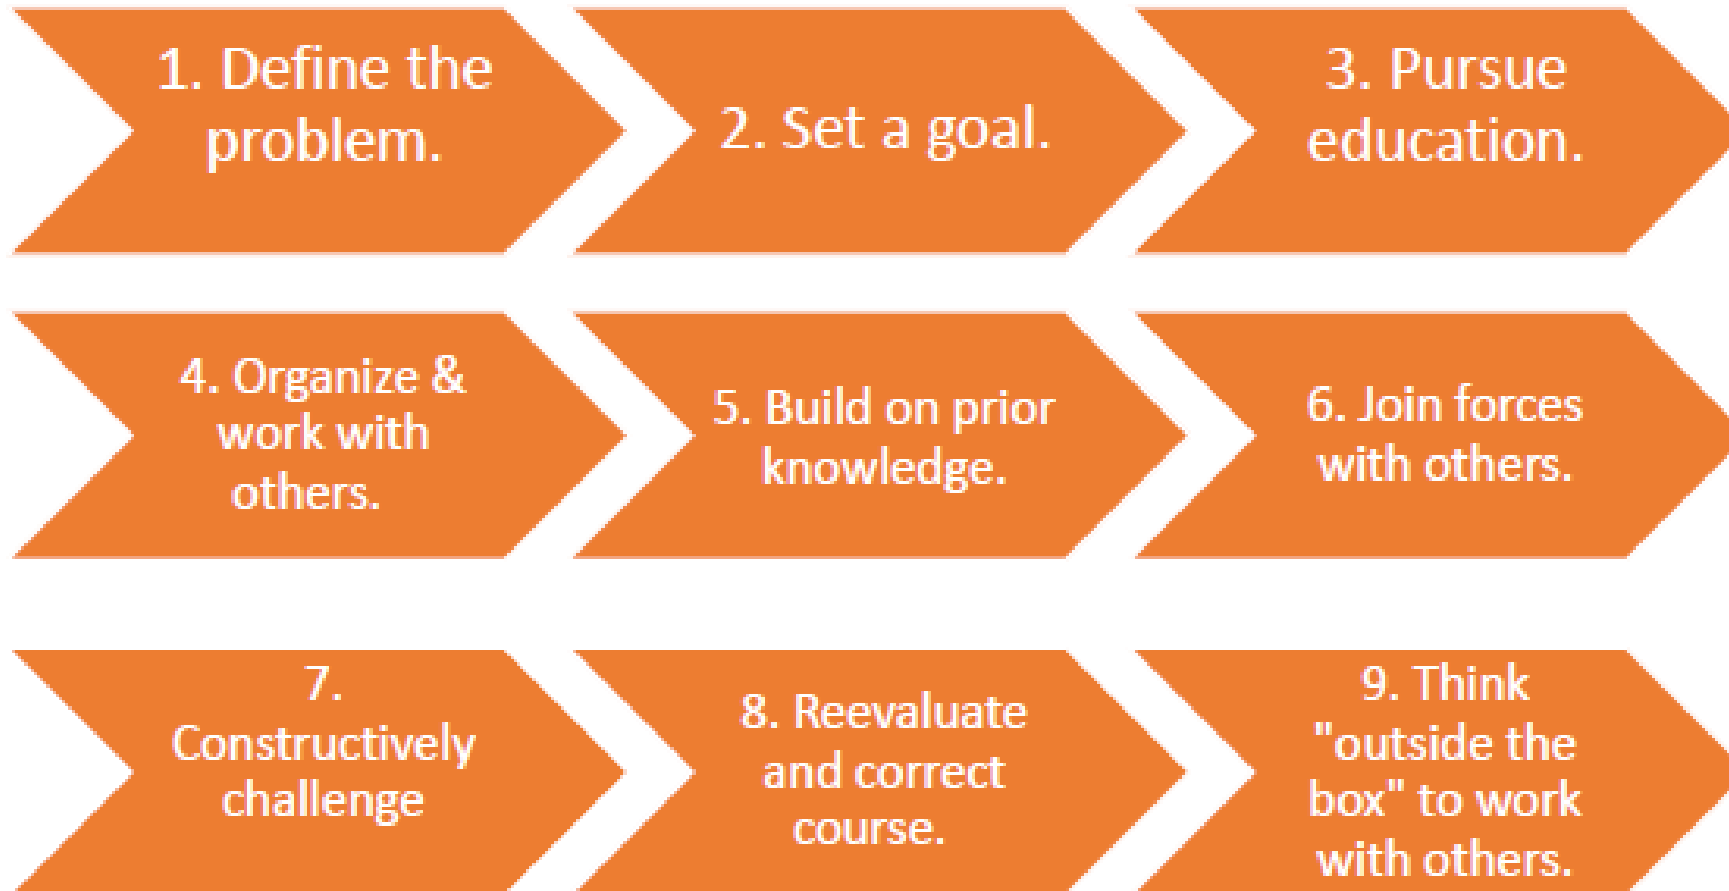 1. Define the
problem.
2. Set a goal.
3. Pursue
education.
4. Organize &
work with
others.
5. Build on prior
knowledge.
6. Join forces
with others.
7.
Constructively
challenge
8. Reevaluate
and correct
course.
9. Think
"outside the
box" to work
with others.